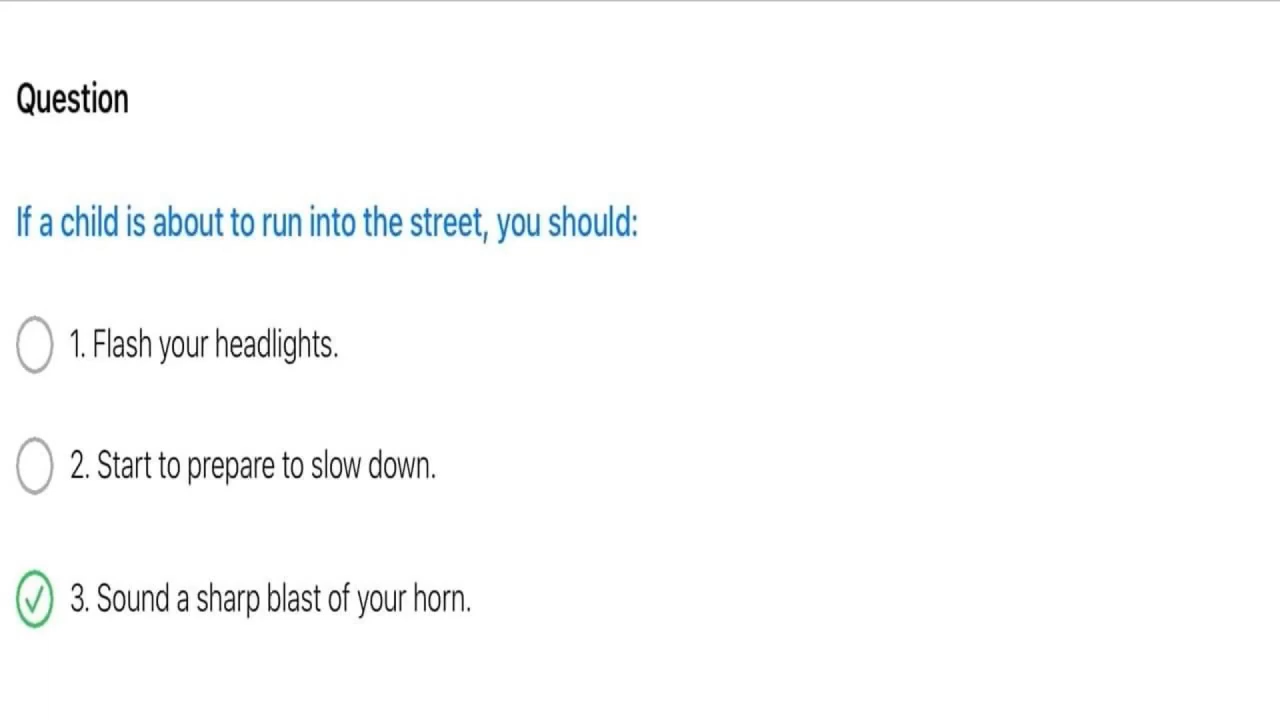 Question
If a child is about to run into the street, you should:
1. Flash your headlights.
2. Start to prepare to slow down.
3. Sound a sharp blast of your horn.